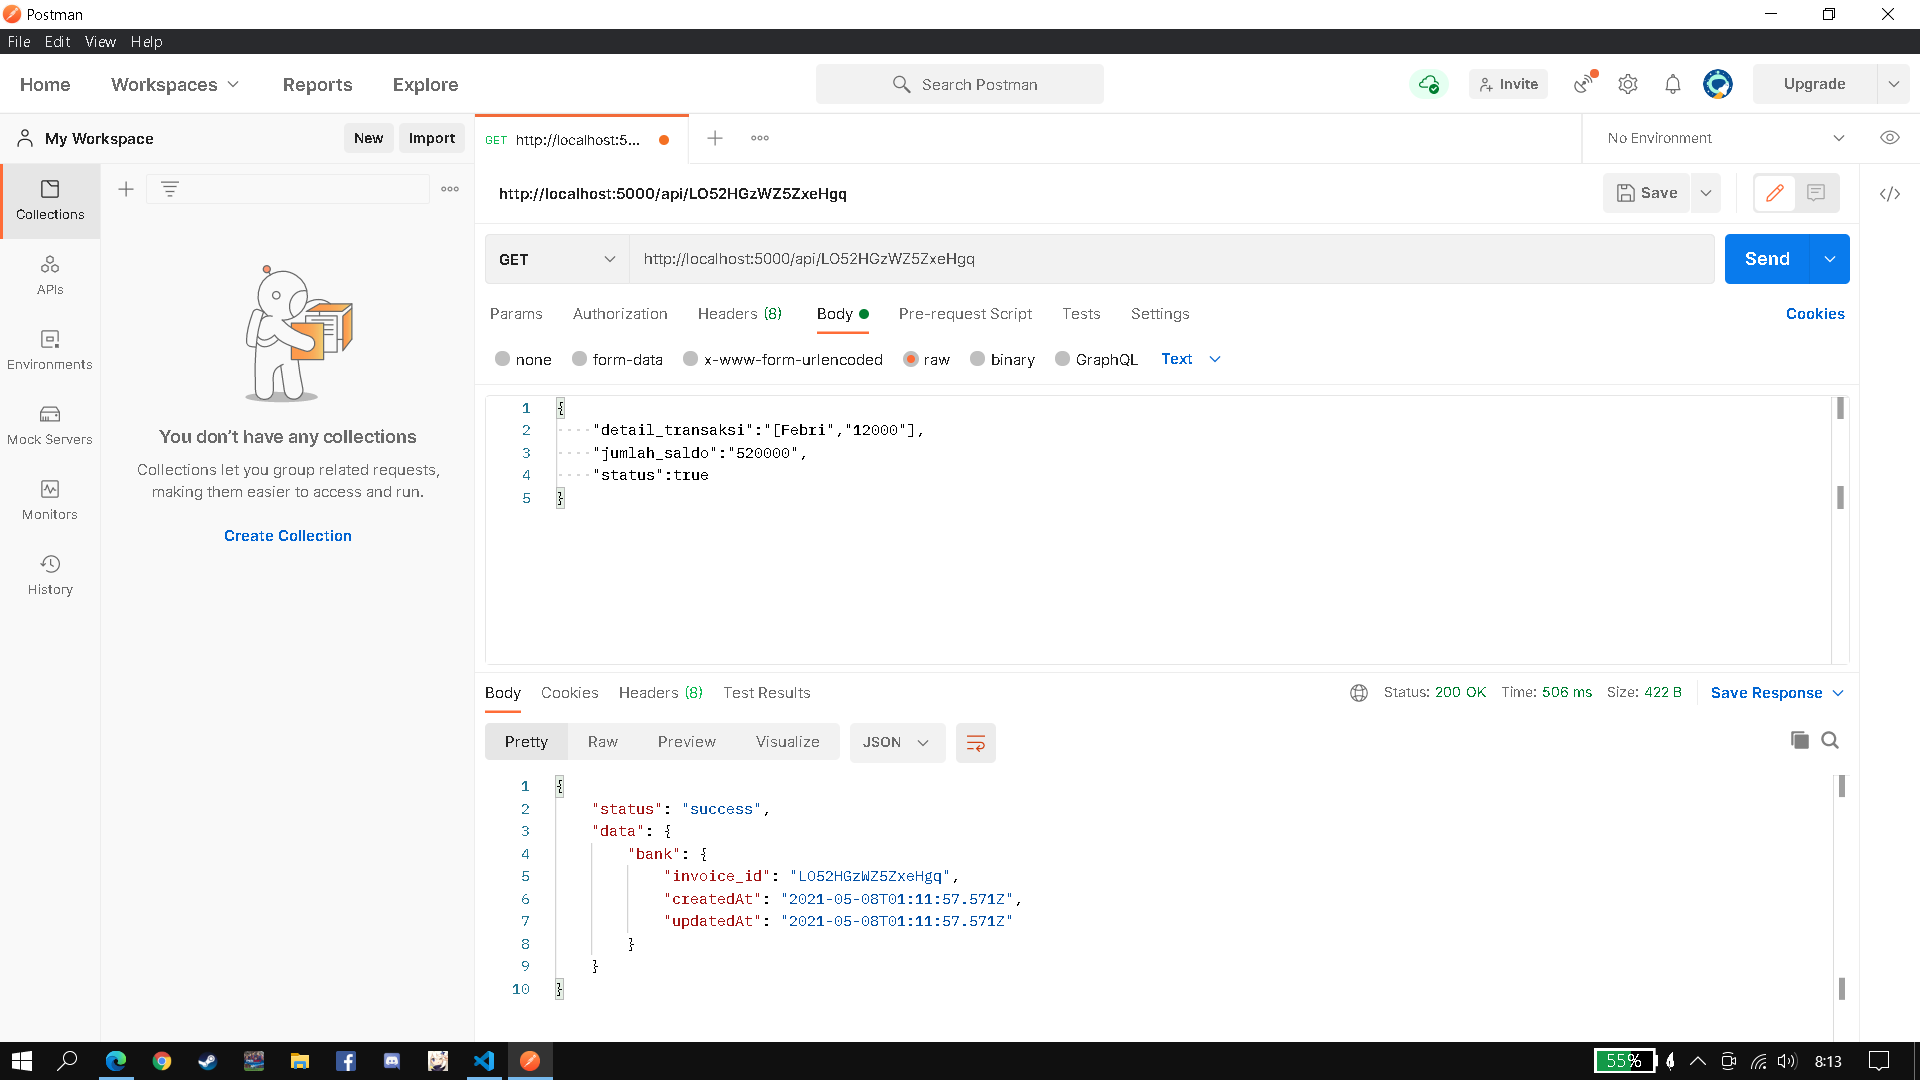 Postman
File Edit View Help
Home Workspaces Reports Explore Search Postman Invite Upgrade
My Workspace New Import GET http://localhost:5... No Environment
http://localhost:5000/api/LO52HGzWZ5ZxeHgq Save
Collections
APIs
Environments
Mock Servers
Monitors
History
You don't have any collections
Collections let you group related requests,
making them easier to access and run.
Create Collection
GET http://localhost:5000/api/LO52HGzWZ5ZxeHgq Send
Params Authorization Headers (8) Body Pre-request Script Tests Settings Cookies
none form-data x-www-form-urlencoded raw binary GraphQL Text
1 {
2 "detail_transaksi":"[Febri","12000"],
3 "jumlah_saldo":"520000",
4 "status":true
5 }
Body Cookies Headers (8) Test Results Status: 200 OK Time: 506 ms Size: 422 B Save Response
Pretty Raw Preview Visualize JSON
1 {
2 "status": "success",
3 "data": {
4 "bank": {
5 "invoice_id": "LO52HGzWZ5ZxeHgq",
6 "createdAt": "2021-05-08T01:11:57.571Z",
7 "updatedAt": "2021-05-08T01:11:57.571Z"
8 }
9 }
10 }
55% 8:13